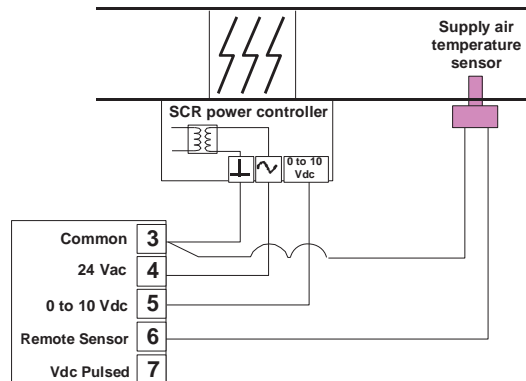 Supply air
temperature
sensor
SCR power controller
0 to 10
Vdc
Common 3
24 Vac 4
0 to 10 Vdc 5
Remote Sensor 6
Vdc Pulsed 7